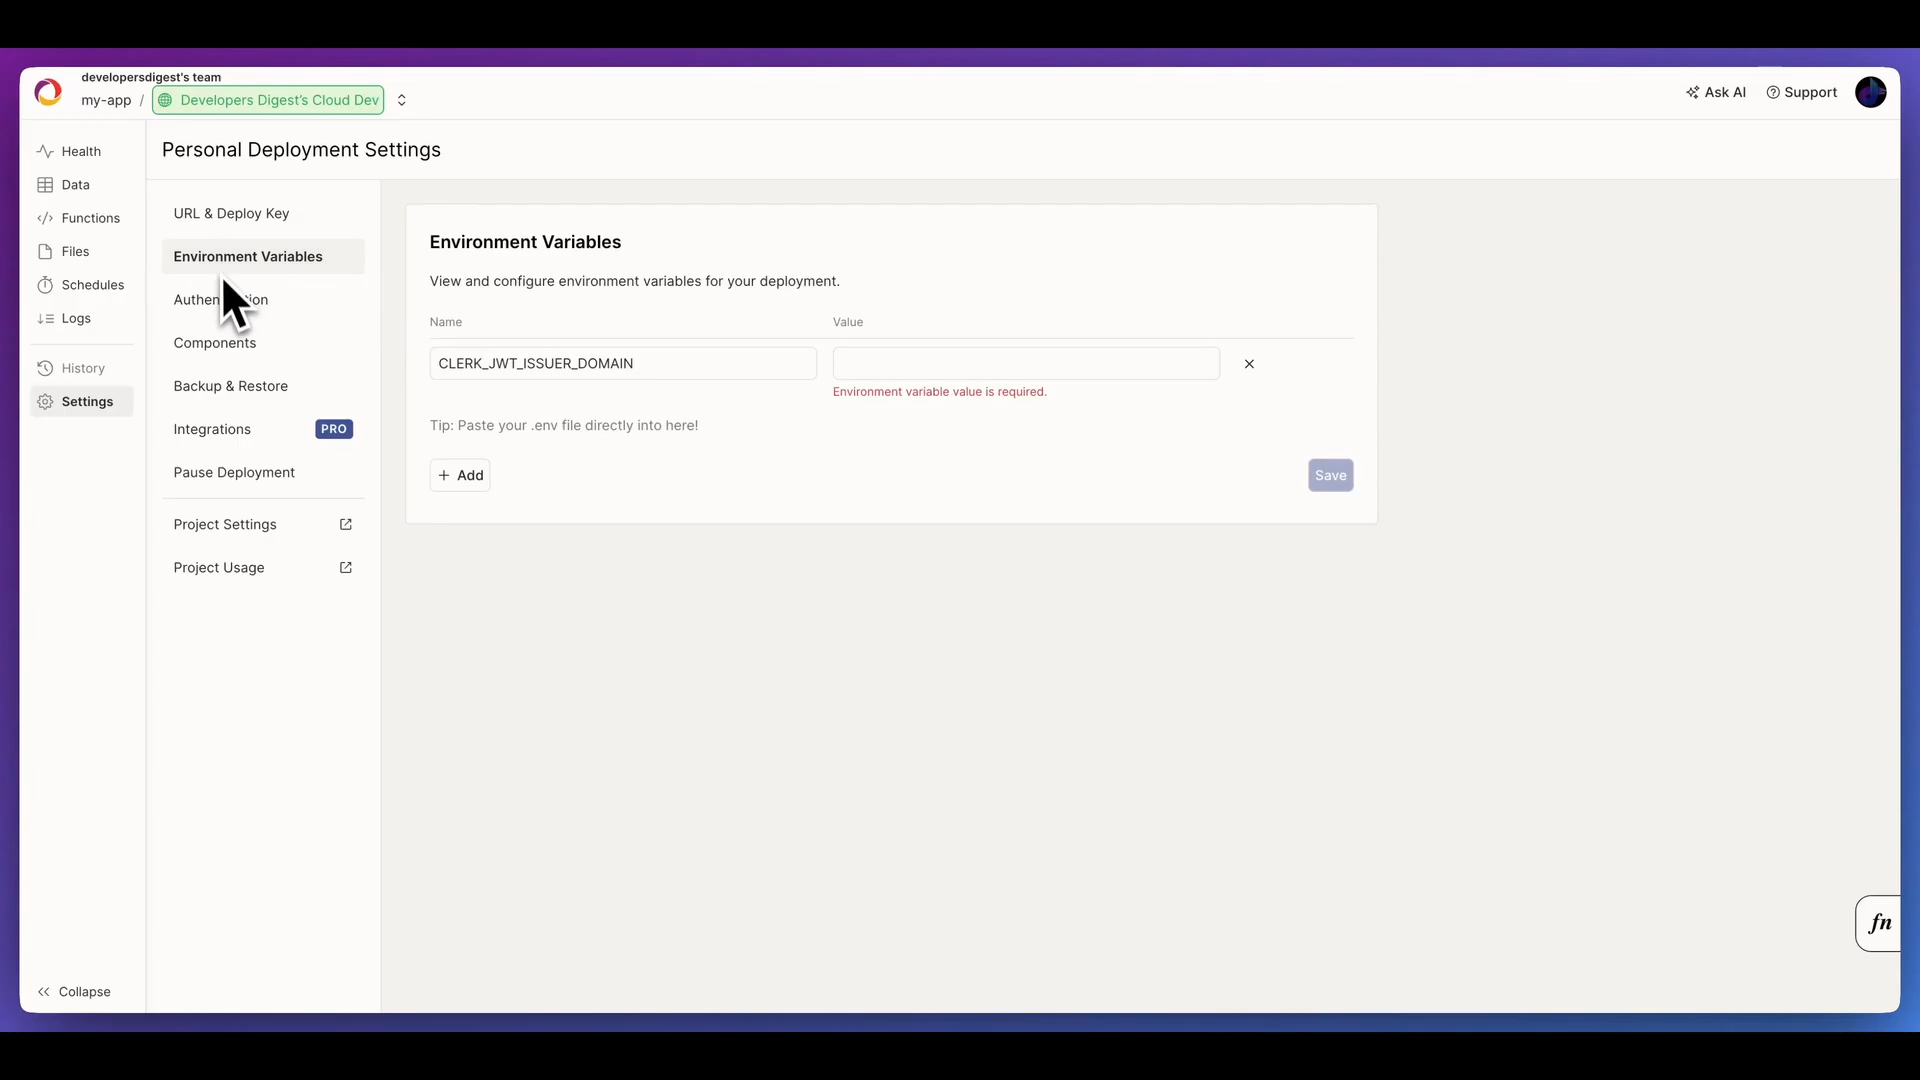 developersdigest's team
my-app / Developers Digest's Cloud Dev
Ask AI
Support
Health
Data
Functions
Files
Schedules
Logs
History
Settings
Collapse
Personal Deployment Settings
URL & Deploy Key
Environment Variables
Components
Backup & Restore
Integrations PRO
Pause Deployment
Project Settings
Project Usage
Environment Variables
View and configure environment variables for your deployment.
Name Value
CLERK_JWT_ISSUER_DOMAIN
Environment variable value is required.
Tip: Paste your .env file directly into here!
+ Add
Save
fn